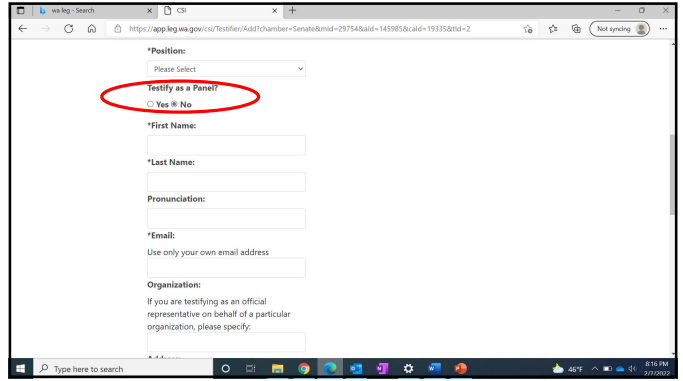 wa leg - Search
CSI
https://app.leg.wa.gov/csi/Testifier/Add?chamber=Senate&mId=29754&aId=145985&caId=19335&tId=2
Not syncing
*Position:
Please Select
Testify as a Panel?
Yes No
*First Name:
*Last Name:
Pronunciation:
*Email:
Use only your own email address
Organization:
If you are testifying as an official
representative on behalf of a particular
organization, please specify:
Type here to search
46°F
8:16 PM
2/7/2022